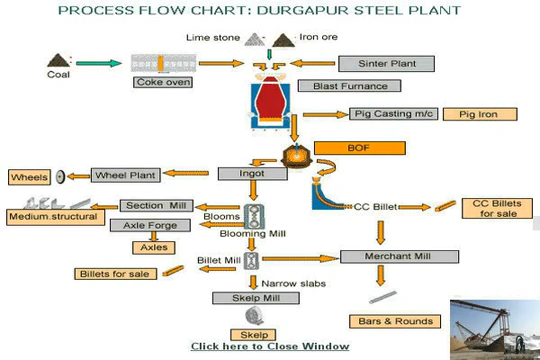 PROCESS FLOW CHART: DURGAPUR STEEL PLANT
Lime stone
Iron ore
Coal
Coke oven
Sinter Plant
Blast Furnance
Pig Casting m/c
Pig Iron
BOF
Wheels
Wheel Plant
Ingot
CC Billet
CC Billets
for sale
Section Mill
Medium.structural
Blooms
Axle Forge
Blooming Mill
Axles
Billet Mill
Merchant Mill
Billets for sale
Narrow slabs
Skelp Mill
Bars & Rounds
Skelp
Click here to Close Window